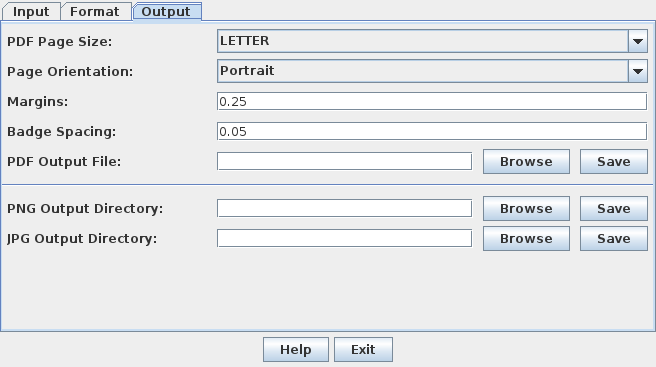 Input Format Output
PDF Page Size: LETTER
Page Orientation: Portrait
Margins: 0.25
Badge Spacing: 0.05
PDF Output File: Browse Save
PNG Output Directory: Browse Save
JPG Output Directory: Browse Save
Help Exit